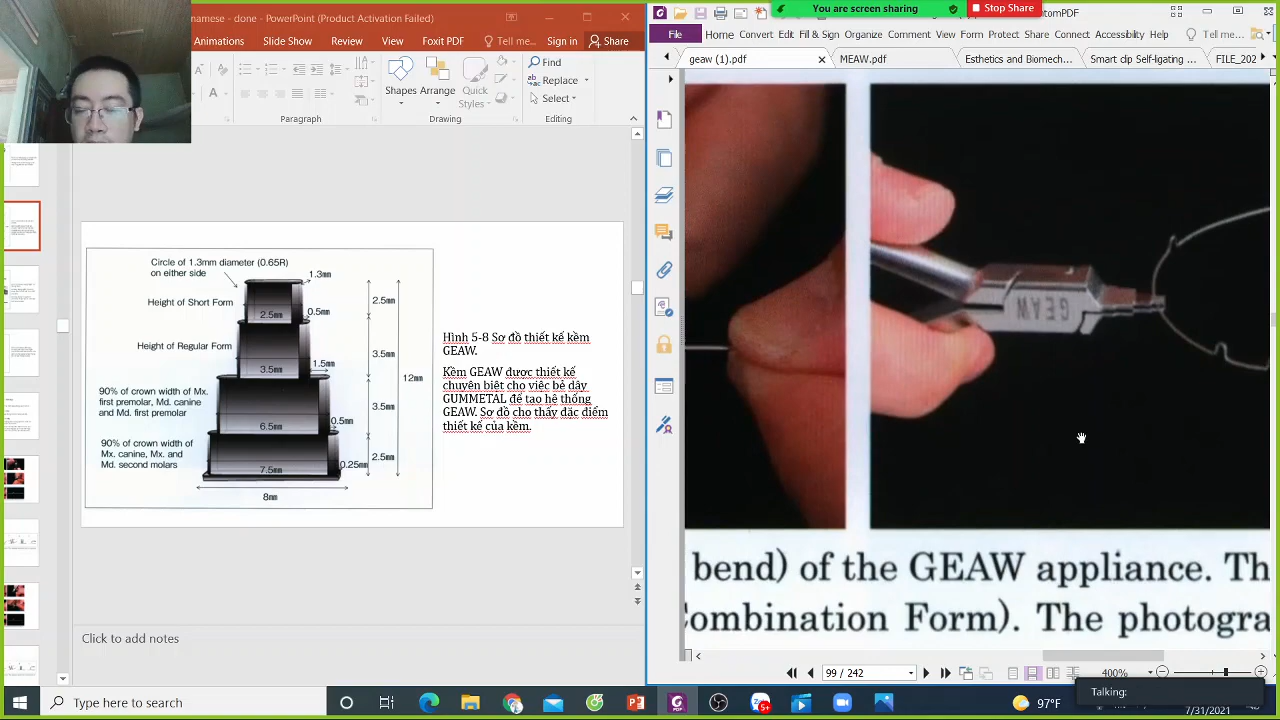 namese - done - PowerPoint (Product Activation Failed)
You are screen sharing
Stop Share
Animations
Slide Show
Review
View
Foxit PDF
Tell me...
Sign in
Share
File
Home
Convert
Edit
Fill & Sign
Organize
Comment
View
Form
Protect
Share
Connect
Accessibility
Help
Tell me...
geaw (1).pdf
MEAW.pdf
Esthetics and Biomech...
Smart clip Self-ligating ...
FILE_202
Shapes
Arrange
Quick
Styles
Find
Replace
Select
Paragraph
Drawing
Editing
Circle of 1.3mm diameter (0.65R)
on either side
1.3mm
Height of Short Form
2.5mm
0.5mm
2.5mm
Height of Regular Form
3.5mm
1.5mm
3.5mm
12mm
90% of crown width of Mx.
first premolar, Md. canine
and Md. first premolar
6.5mm
0.5mm
3.5mm
90% of crown width of
Mx. canine, Mx. and
Md. second molars
7.5mm
0.25mm
2.5mm
8mm
Hình 5-8 Sơ đồ thiết kế kềm
GEAW.
Kềm GEAW được thiết kế
chuyên biệt cho việc bẻ dây
GUMMETAL để tạo hệ thống
GEAW. Sơ đồ cho thấy đặc điểm
thiết kế của kềm.
GEAW
bend) of the GEAW appliance. Th
Combination Form). The photogra
Click to add notes
99 / 242
400%
Talking:
Type here to search
97°F
7/31/2021